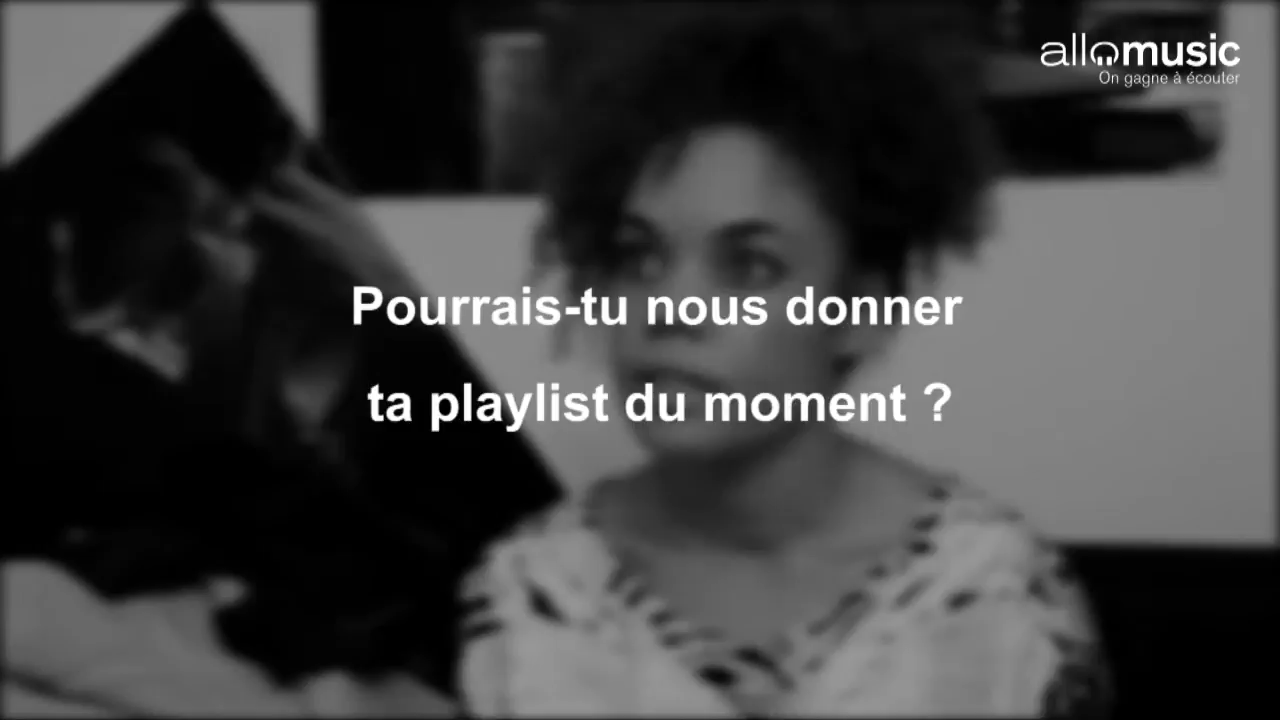 allomusic
On gagne à écouter
Pourrais-tu nous donner
ta playlist du moment ?